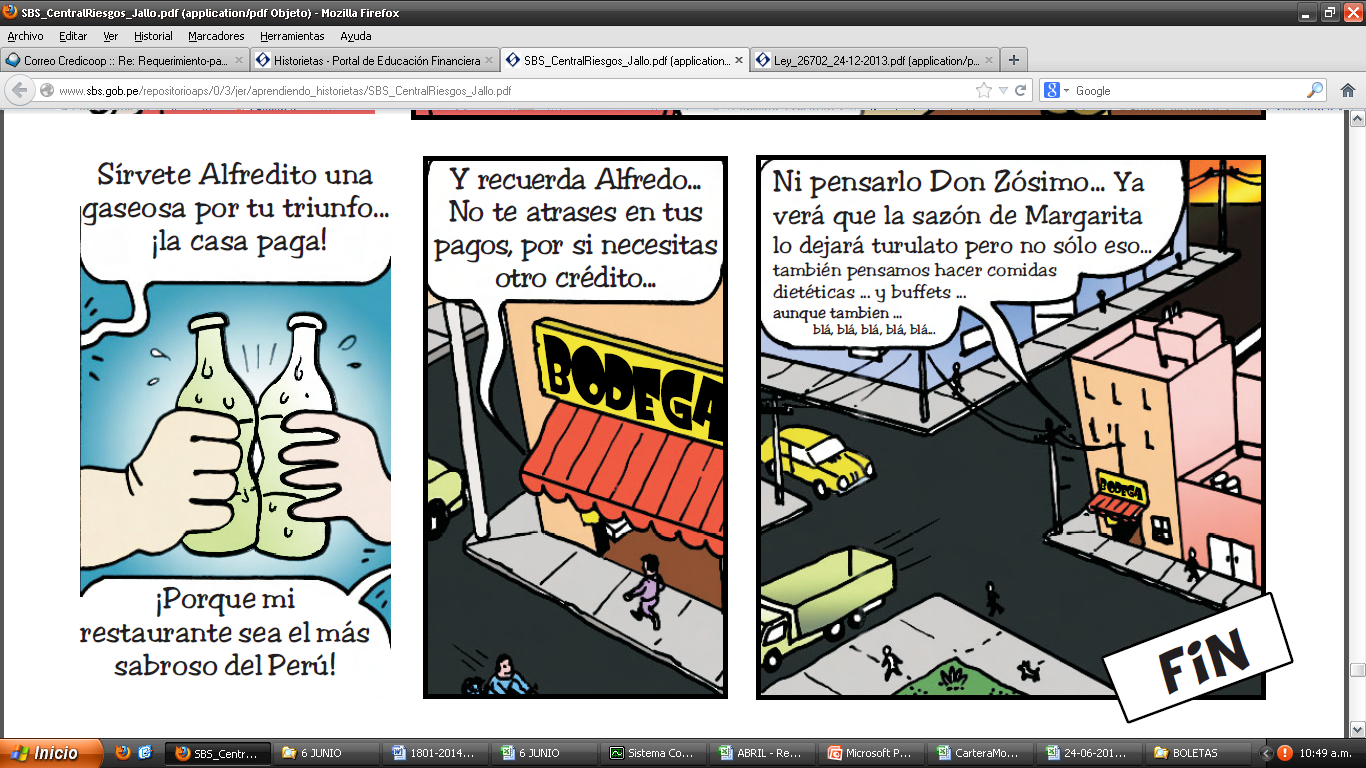 SBS_CentralRiesgos_Jallo.pdf (application/pdf Objeto) - Mozilla Firefox
Archivo Editar Ver Historial Marcadores Herramientas Ayuda
Correo Credicoop :: Re: Requerimiento-pa...
Historietas - Portal de Educación Financiera
SBS_CentralRiesgos_Jallo.pdf (application...
Ley_26702_24-12-2013.pdf (application/p...
www.sbs.gob.pe/repositorioaps/0/3/jer/aprendiendo_historietas/SBS_CentralRiesgos_Jallo.pdf
Google
Sírvete Alfredito una
gaseosa por tu triunfo...
¡la casa paga!
¡Porque mi
restaurante sea el más
sabroso del Perú!
Y recuerda Alfredo...
No te atrases en tus
pagos, por si necesitas
otro crédito...
BODEGA
Ni pensarlo Don Zósimo... Ya
verá que la sazón de Margarita
lo dejará turulato pero no sólo eso...
también pensamos hacer comidas
dietéticas ... y buffets ...
aunque tambien ...
blá, blá, blá, blá, blá...
BODEGA
FiN
Inicio
SBS_Centr...
6 JUNIO
1801-2014...
6 JUNIO
Sistema Co...
ABRIL - Re...
Microsoft P...
CarteraMo...
24-06-201...
BOLETAS
10:49 a.m.